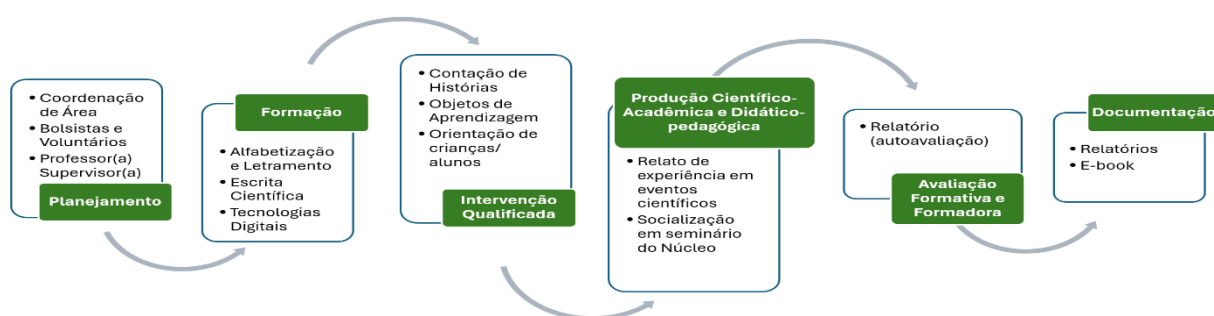 • Coordenação
de Área
• Bolsistas e
Voluntários
• Professor(a)
Supervisor(a)
Planejamento
Formação
• Alfabetização
e Letramento
• Escrita
Científica
• Tecnologias
Digitais
• Contação de
Histórias
• Objetos de
Aprendizagem
• Orientação de
crianças/
alunos
Intervenção
Qualificada
Produção Científico-
Acadêmica e Didático-
pedagógica
• Relato de
experiência em
eventos
científicos
• Socialização
em seminário
do Núcleo
• Relatório
(autoavaliação)
Avaliação
Formativa e
Formadora
Documentação
• Relatórios
• E-book